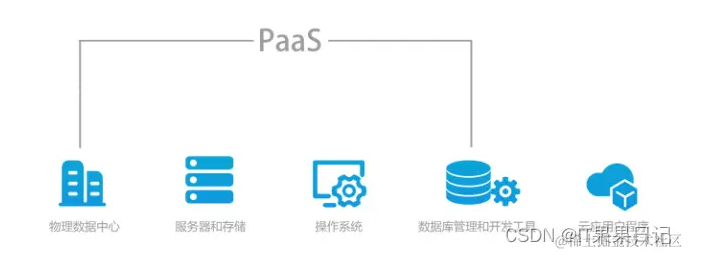 PaaS
物理数据中心
服务器和存储
操作系统
数据库管理和开发工具
云应用程序
CSDN @IT果果日记
@稀土掘金技术社区